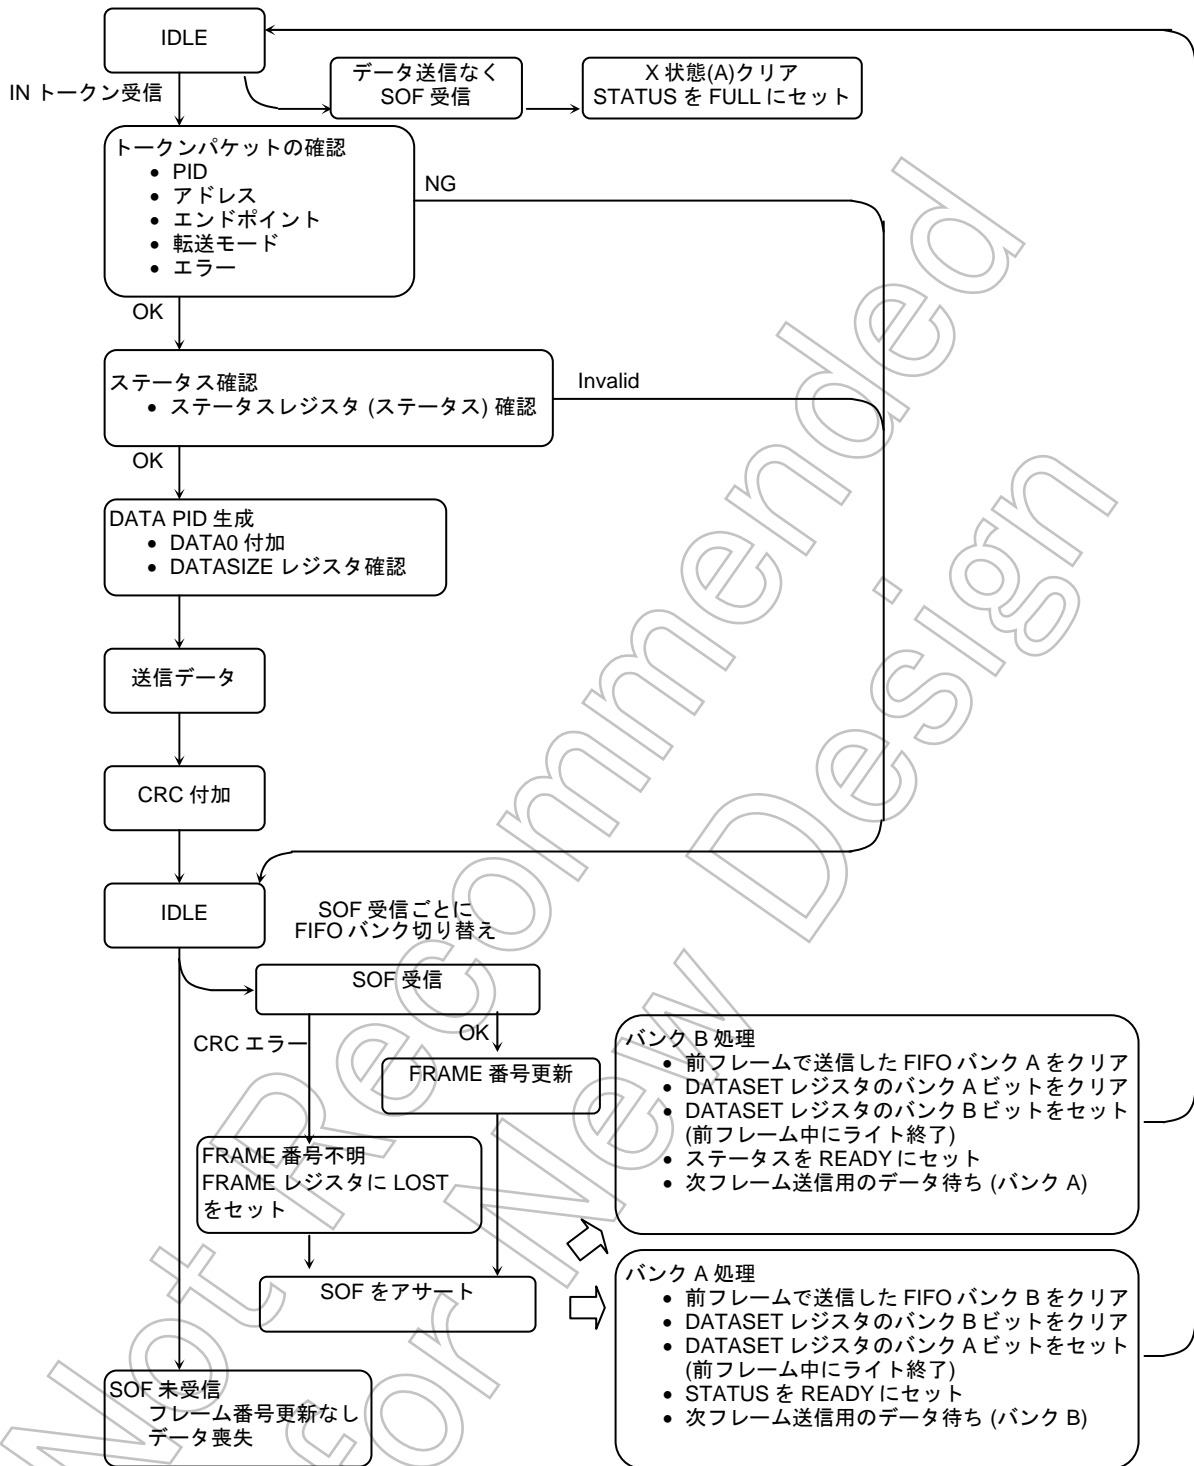 IDLE
IN トークン受信
データ送信なく
SOF 受信
X 状態(A)クリア
STATUS を FULL にセット
トークンパケットの確認
• PID
• アドレス
• エンドポイント
• 転送モード
• エラー
NG
OK
ステータス確認
• ステータスレジスタ (ステータス) 確認
Invalid
OK
DATA PID 生成
• DATA0 付加
• DATASIZE レジスタ確認
送信データ
CRC 付加
IDLE
SOF 受信ごとに
FIFO バンク切り替え
SOF 受信
CRC エラー
OK
FRAME 番号更新
FRAME 番号不明
FRAME レジスタに LOST
をセット
SOF をアサート
SOF 未受信
フレーム番号更新なし
データ喪失
バンク B 処理
• 前フレームで送信した FIFO バンク A をクリア
• DATASET レジスタのバンク A ビットをクリア
• DATASET レジスタのバンク B ビットをセット
(前フレーム中にライト終了)
• ステータスを READY にセット
• 次フレーム送信用のデータ待ち (バンク A)
バンク A 処理
• 前フレームで送信した FIFO バンク B をクリア
• DATASET レジスタのバンク B ビットをクリア
• DATASET レジスタのバンク A ビットをセット
(前フレーム中にライト終了)
• STATUS を READY にセット
• 次フレーム送信用のデータ待ち (バンク B)
Not Recommended
for New Design